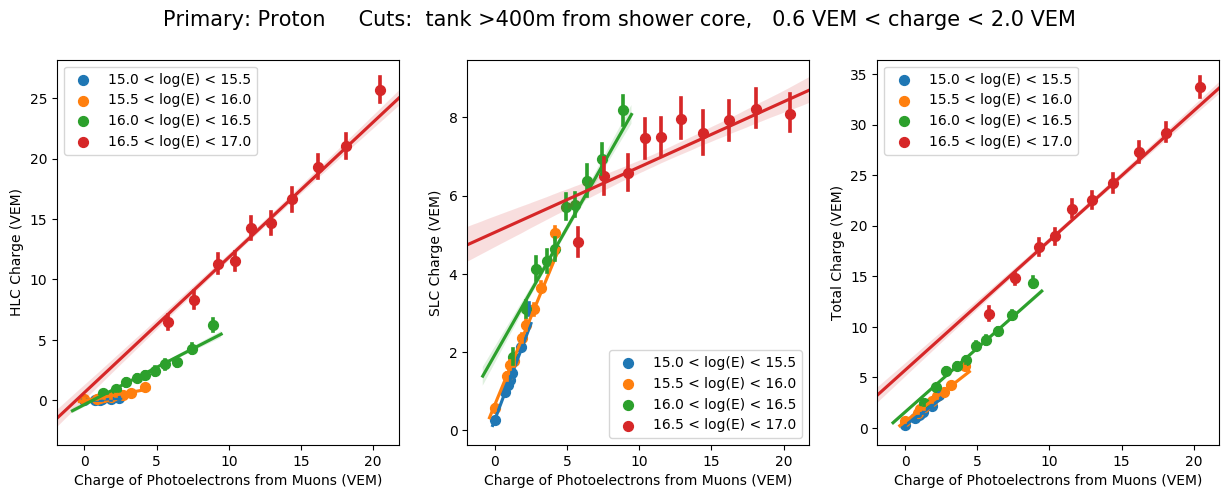 Primary: Proton     Cuts:  tank >400m from shower core,   0.6 VEM < charge < 2.0 VEM
15.0 < log(E) < 15.5
15.5 < log(E) < 16.0
16.0 < log(E) < 16.5
16.5 < log(E) < 17.0
HLC Charge (VEM)
25
20
15
10
5
0
0 5 10 15 20
Charge of Photoelectrons from Muons (VEM)
SLC Charge (VEM)
8
6
4
2
0
15.0 < log(E) < 15.5
15.5 < log(E) < 16.0
16.0 < log(E) < 16.5
16.5 < log(E) < 17.0
0 5 10 15 20
Charge of Photoelectrons from Muons (VEM)
15.0 < log(E) < 15.5
15.5 < log(E) < 16.0
16.0 < log(E) < 16.5
16.5 < log(E) < 17.0
Total Charge (VEM)
35
30
25
20
15
10
5
0
0 5 10 15 20
Charge of Photoelectrons from Muons (VEM)